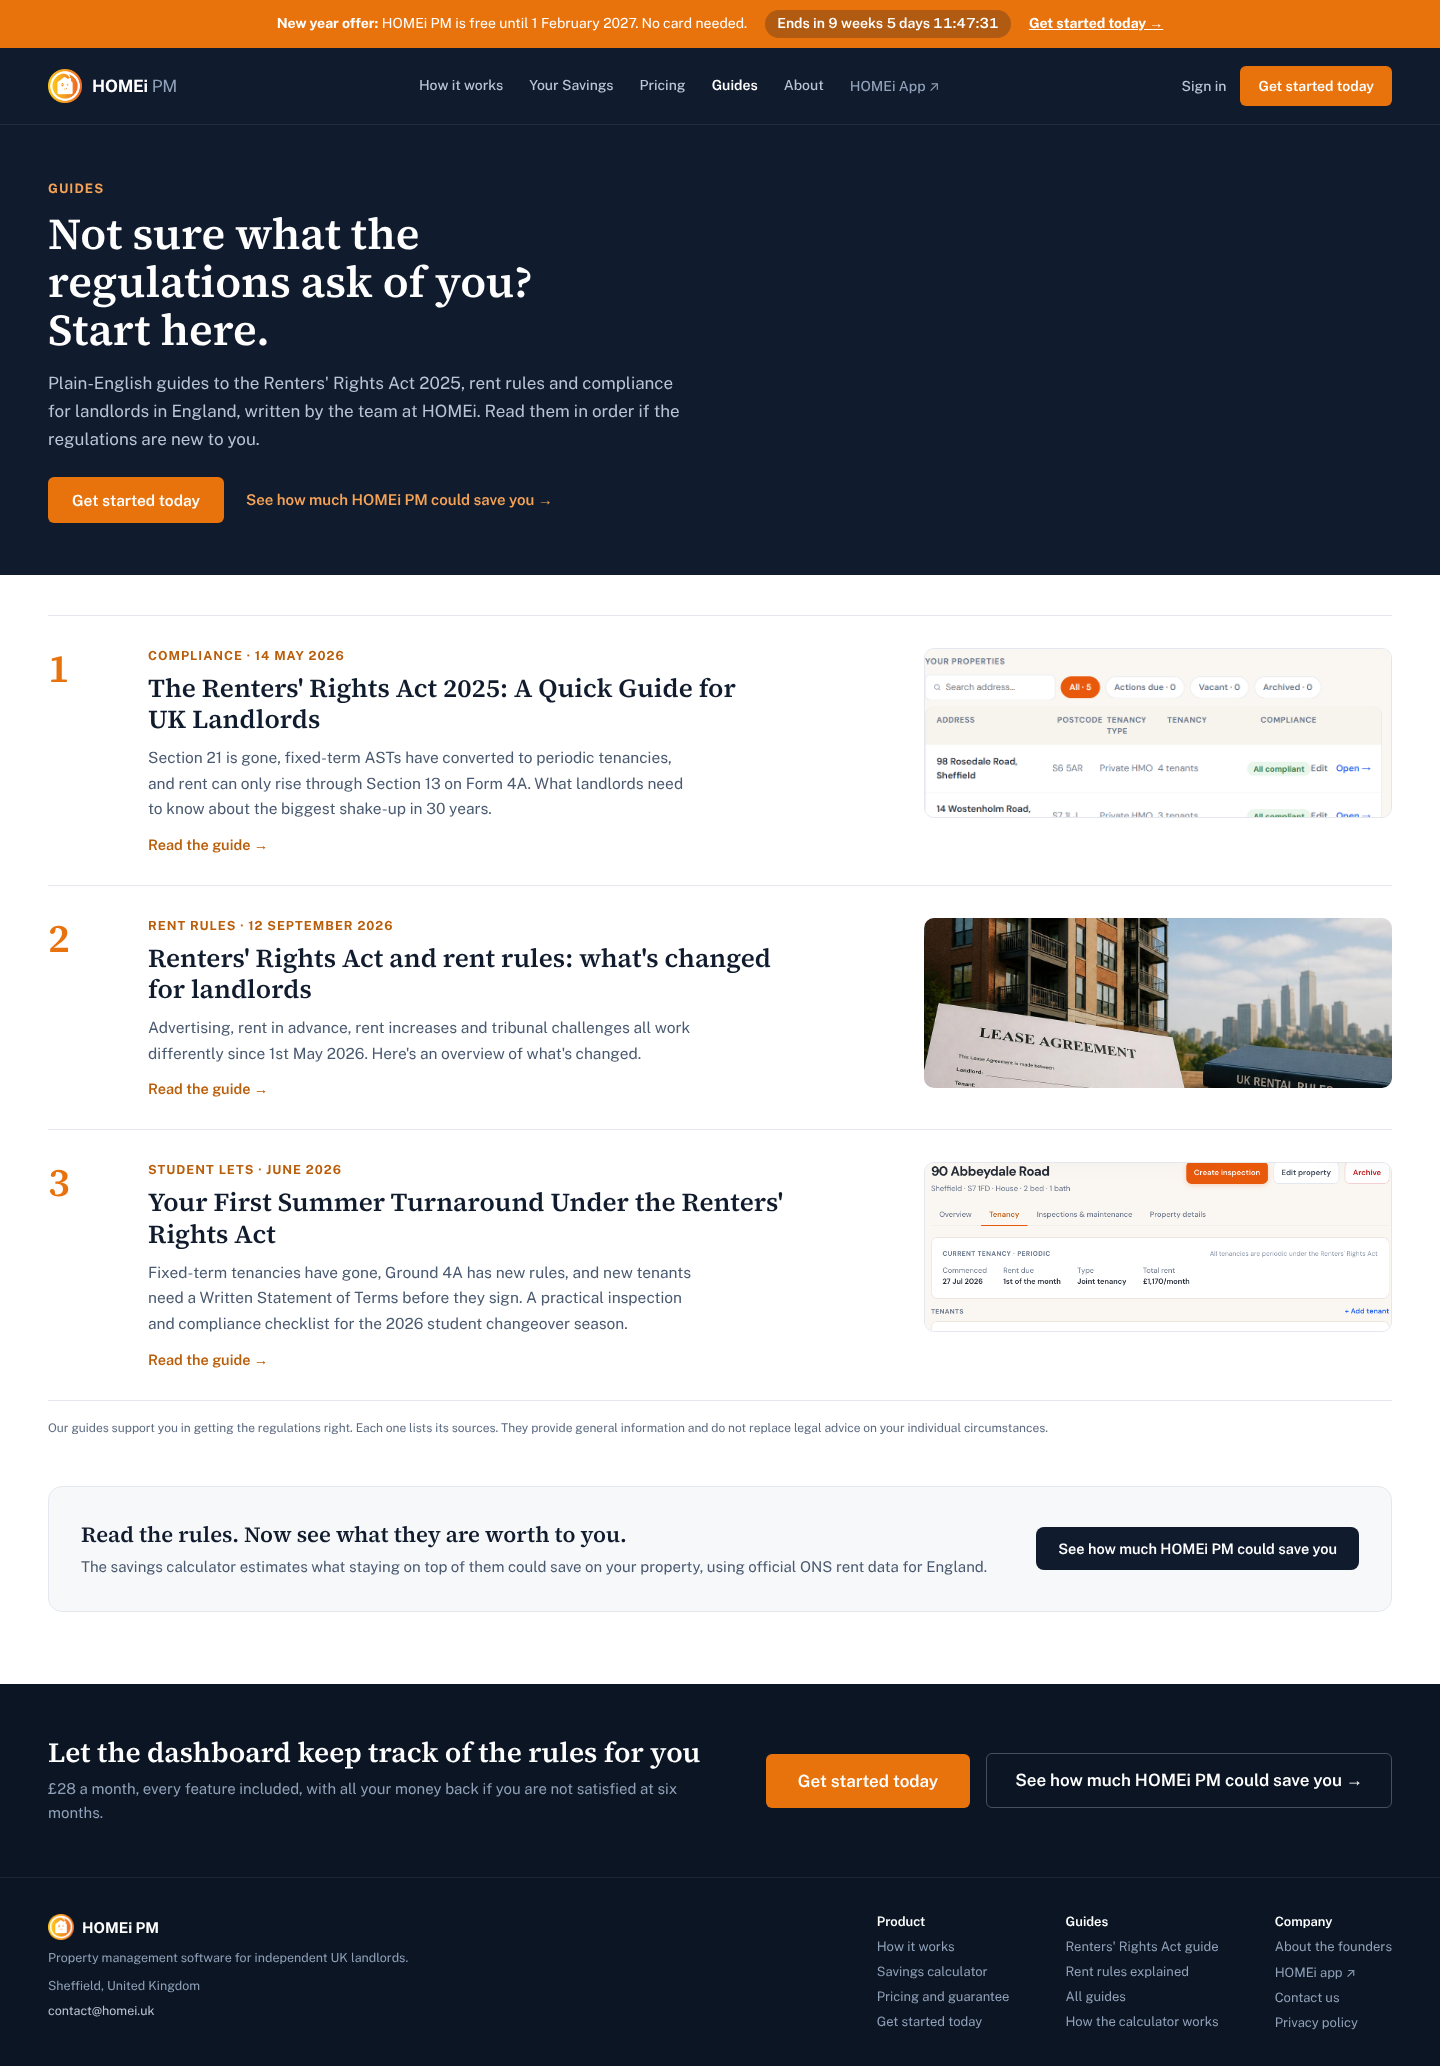 New year offer: HOMEi PM is free until 1 February 2027. No card needed. Ends in 9 weeks 5 days 11:47:31 Get started today →
HOMEi PM How it works Your Savings Pricing Guides About HOMEi App ↗ Sign in Get started today
GUIDES
Not sure what the
regulations ask of you?
Start here.
Plain-English guides to the Renters' Rights Act 2025, rent rules and compliance
for landlords in England, written by the team at HOMEi. Read them in order if the
regulations are new to you.
Get started today See how much HOMEi PM could save you →
1
COMPLIANCE · 14 MAY 2026
The Renters' Rights Act 2025: A Quick Guide for
UK Landlords
Section 21 is gone, fixed-term ASTs have converted to periodic tenancies,
and rent can only rise through Section 13 on Form 4A. What landlords need
to know about the biggest shake-up in 30 years.
Read the guide →
YOUR PROPERTIES
Search address... All · 5 Actions due · 0 Vacant · 0 Archived · 0
ADDRESS POSTCODE TENANCY TYPE TENANCY COMPLIANCE
98 Rosedale Road,
Sheffield
S6 5AR Private HMO 4 tenants All compliant Edit Open →
14 Wostenholm Road,
Private HMO 3 tenants All compliant Edit Open →
2
RENT RULES · 12 SEPTEMBER 2026
Renters' Rights Act and rent rules: what's changed
for landlords
Advertising, rent in advance, rent increases and tribunal challenges all work
differently since 1st May 2026. Here's an overview of what's changed.
Read the guide →
LEASE AGREEMENT
The Lease Agreement is made between
Landlord:
Tenant:
UK RENTAL RULES
3
STUDENT LETS · JUNE 2026
Your First Summer Turnaround Under the Renters'
Rights Act
Fixed-term tenancies have gone, Ground 4A has new rules, and new tenants
need a Written Statement of Terms before they sign. A practical inspection
and compliance checklist for the 2026 student changeover season.
Read the guide →
90 Abbeydale Road Create inspection Edit property Archive
Sheffield · S7 1FD · House · 2 bed · 1 bath
Overview Tenancy Inspections & maintenance Property details
CURRENT TENANCY · PERIODIC All tenancies are periodic under the Renters' Rights Act
Commenced Rent due Type Total rent
27 Jul 2026 1st of the month Joint tenancy £1,170/month
TENANTS + Add tenant
Our guides support you in getting the regulations right. Each one lists its sources. They provide general information and do not replace legal advice on your individual circumstances.
Read the rules. Now see what they are worth to you.
The savings calculator estimates what staying on top of them could save on your property, using official ONS rent data for England.
See how much HOMEi PM could save you
Let the dashboard keep track of the rules for you
£28 a month, every feature included, with all your money back if you are not satisfied at six
months.
Get started today See how much HOMEi PM could save you →
HOMEi PM
Property management software for independent UK landlords.
Sheffield, United Kingdom
contact@homei.uk
Product
How it works
Savings calculator
Pricing and guarantee
Get started today
Guides
Renters' Rights Act guide
Rent rules explained
All guides
How the calculator works
Company
About the founders
HOMEi app ↗
Contact us
Privacy policy